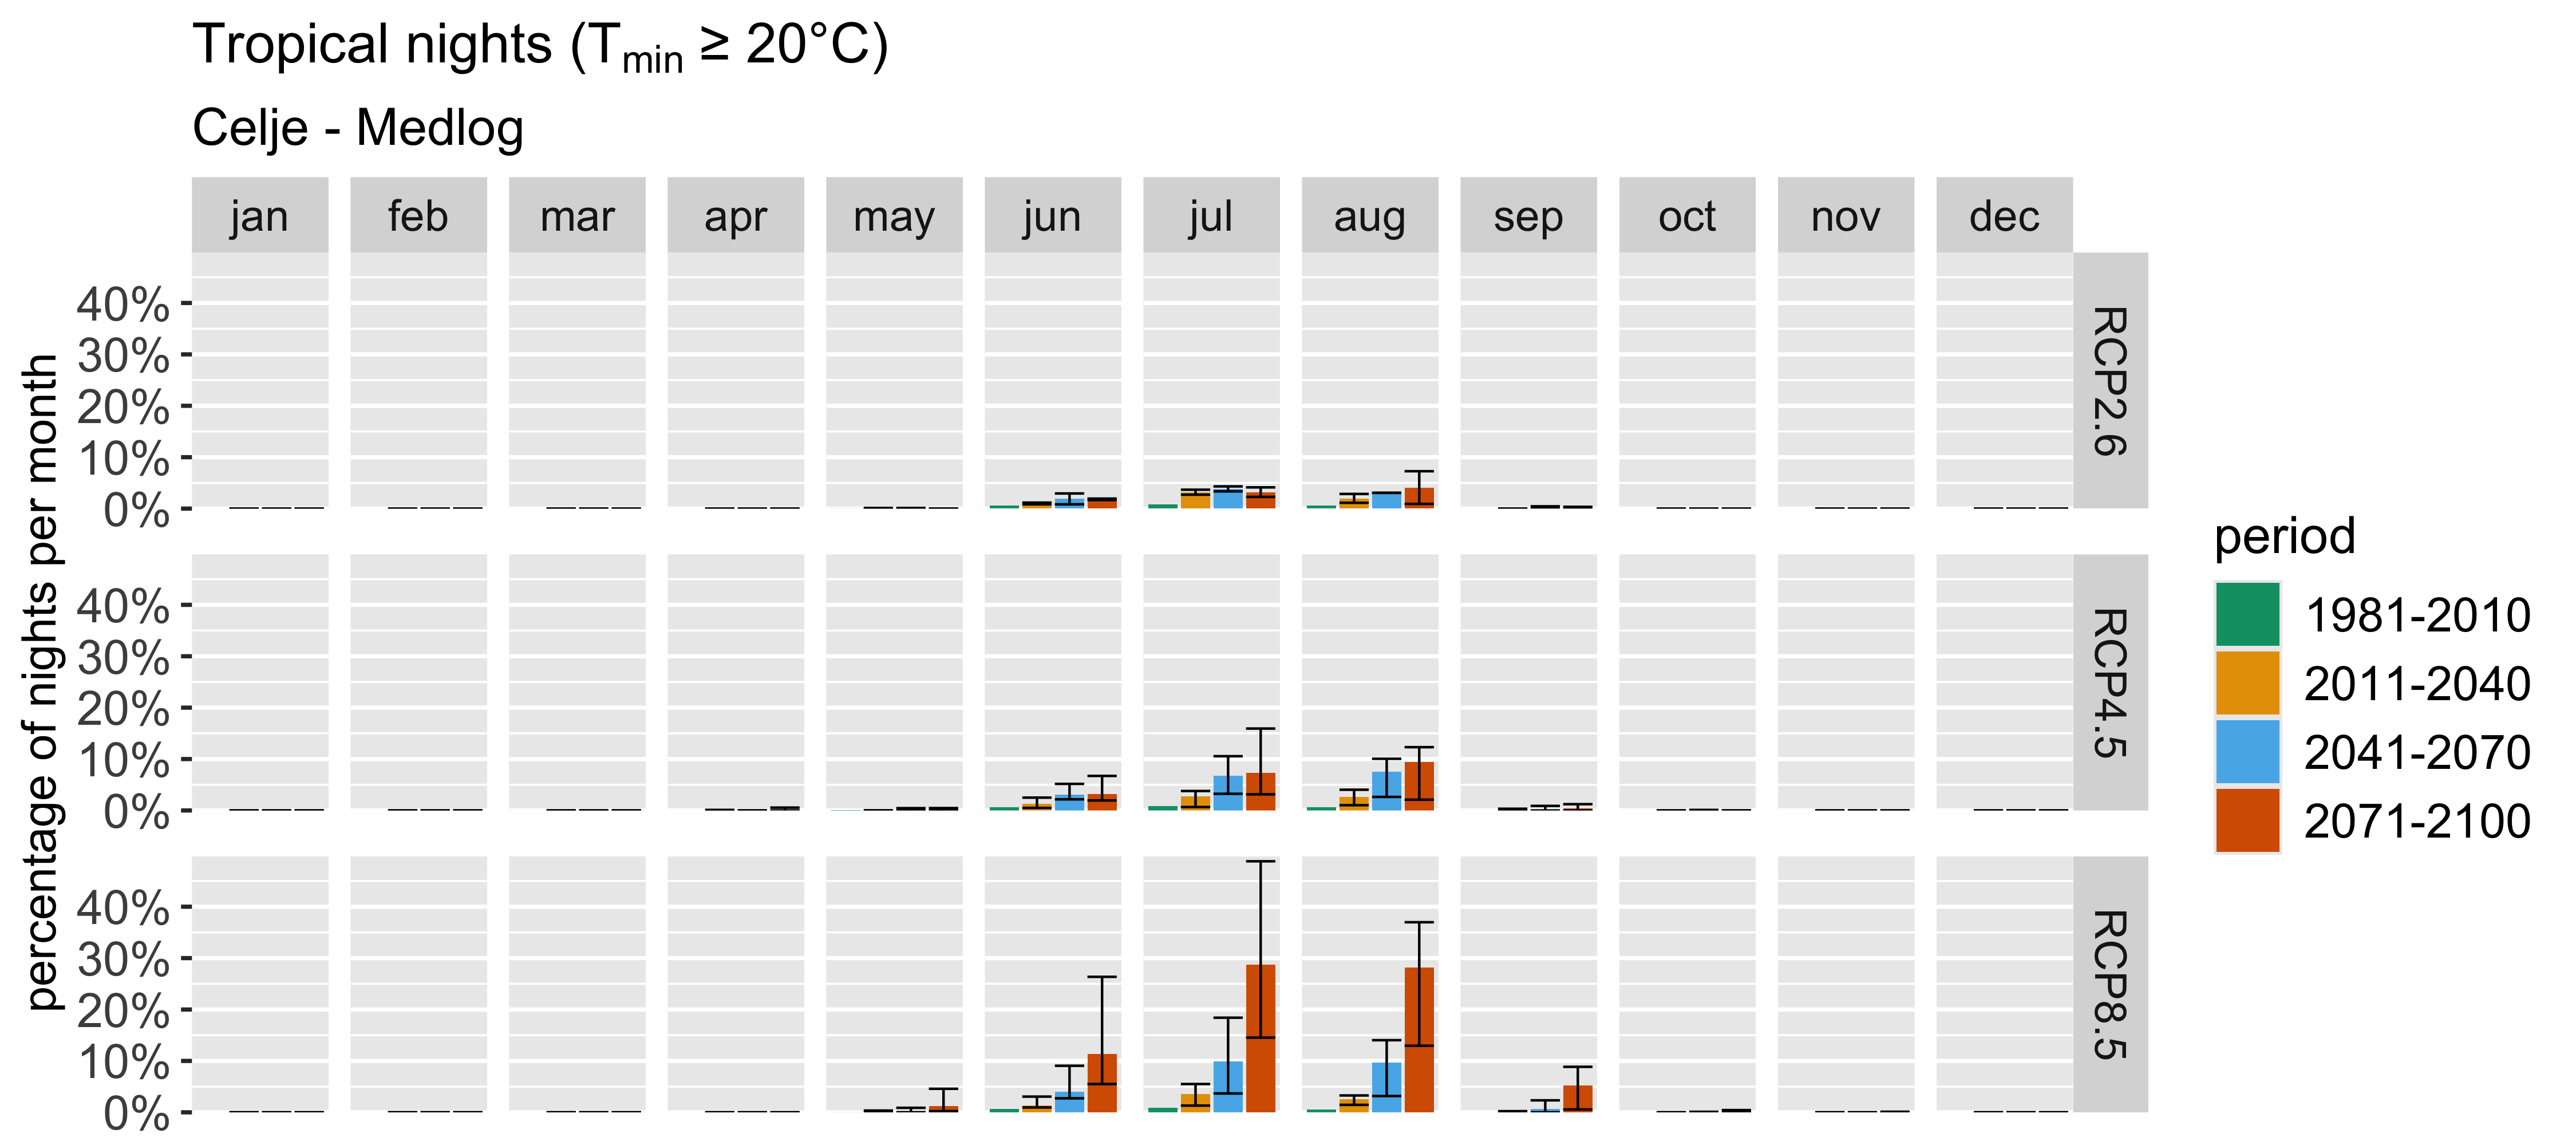 Tropical nights (Tmin ≥ 20°C)
Celje - Medlog
jan feb mar apr may jun jul aug sep oct nov dec
percentage of nights per month
40%
30%
20%
10%
0%
RCP2.6
40%
30%
20%
10%
0%
RCP4.5
40%
30%
20%
10%
0%
RCP8.5
period
1981-2010
2011-2040
2041-2070
2071-2100